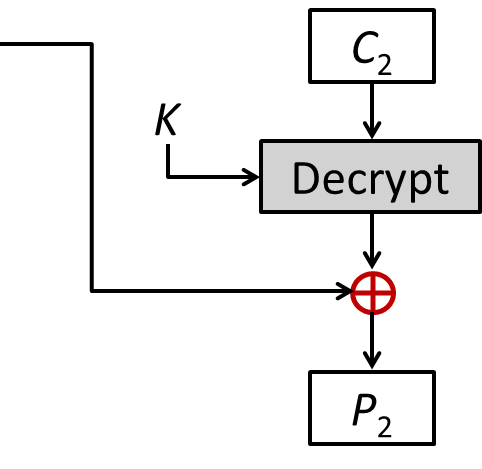 C₂
K
Decrypt
P₂